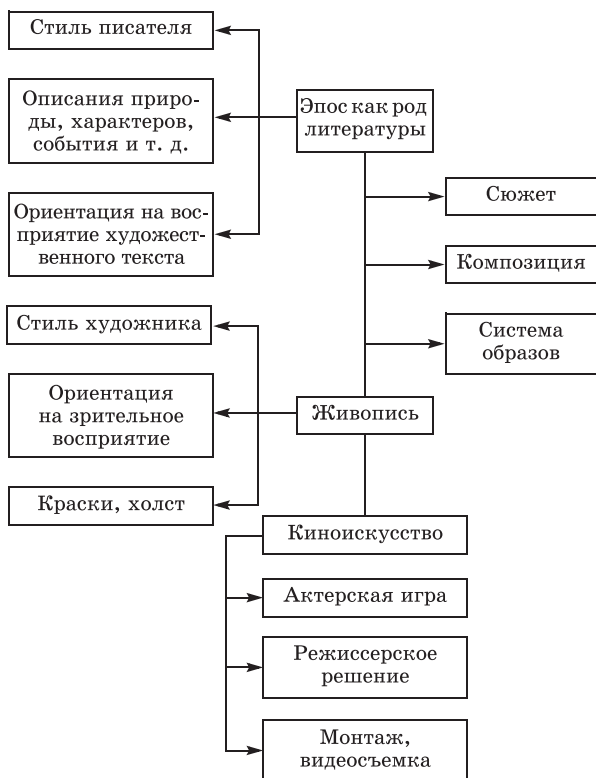 Стиль писателя
Описания приро-
ды, характеров,
события и т. д.
Ориентация на вос-
приятие художест-
венного текста
Эпос как род
литературы
Сюжет
Композиция
Система
образов
Стиль художника
Ориентация
на зрительное
восприятие
Краски, холст
Живопись
Киноискусство
Актерская игра
Режиссерское
решение
Монтаж,
видеосъемка